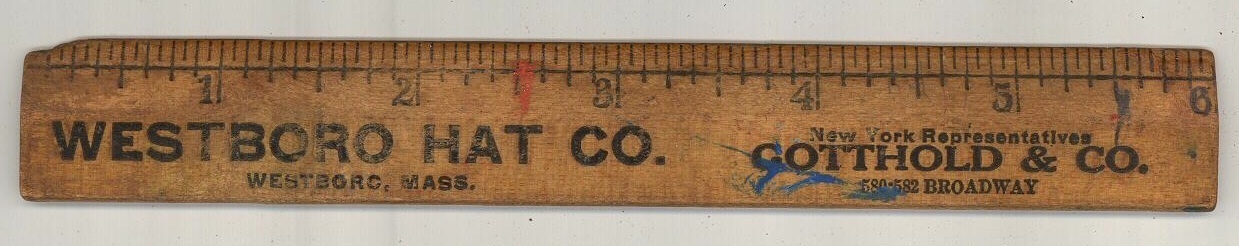 1 2 3 4 5 6
WESTBORO HAT CO.
WESTBORO, MASS.
New York Representatives
GOTTHOLD & CO.
580-582 BROADWAY